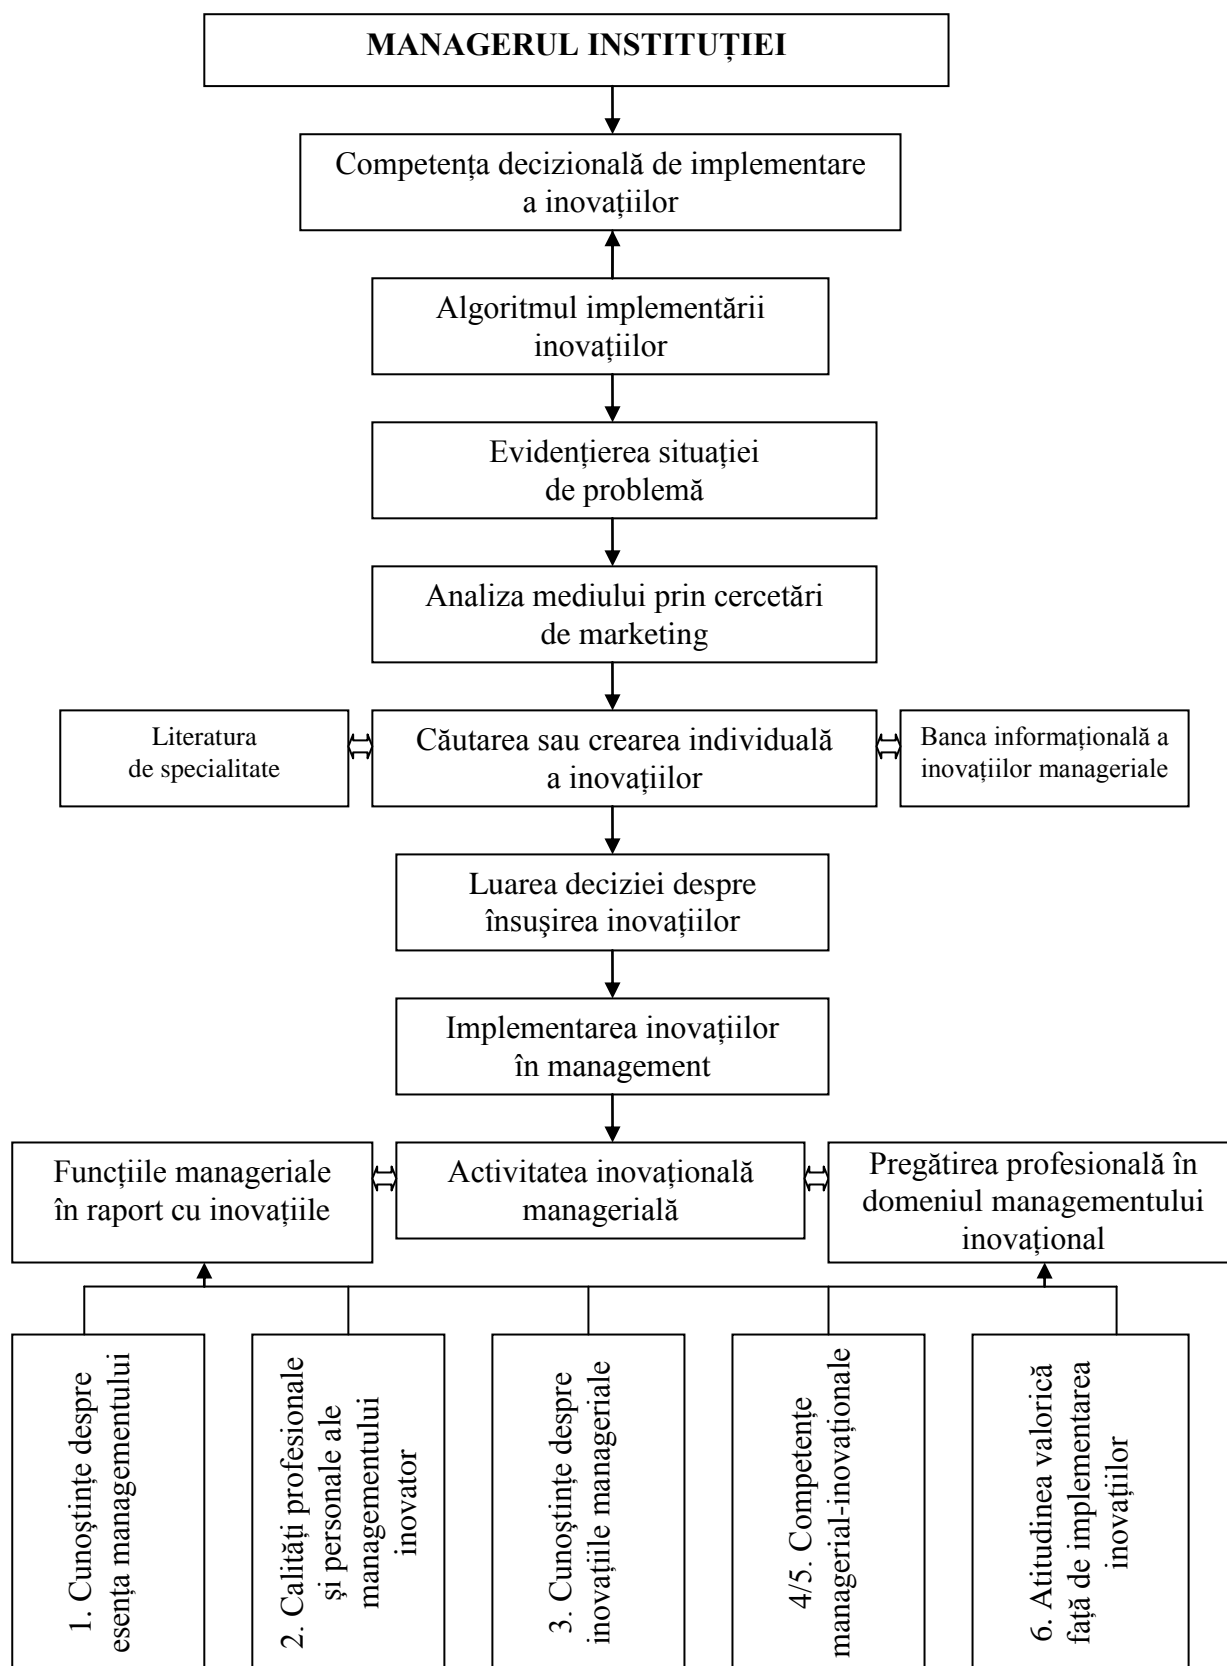 MANAGERUL INSTITUȚIEI
Competența decizională de implementare
a inovațiilor
Algoritmul implementării
inovațiilor
Evidențierea situației
de problemă
Analiza mediului prin cercetări
de marketing
Literatura
de specialitate
Căutarea sau crearea individuală
a inovațiilor
Banca informațională a
inovațiilor manageriale
Luarea deciziei despre
însuşirea inovațiilor
Implementarea inovațiilor
în management
Funcțiile manageriale
în raport cu inovațiile
Activitatea inovațională
managerială
Pregătirea profesională în
domeniul managementului
inovațional
1. Cunoştințe despre
esența managementului
2. Calități profesionale
şi personale ale
managementului
inovator
3. Cunoştințe despre
inovațiile manageriale
4/5. Competențe
managerial-inovaționale
6. Atitudinea valorică
față de implementarea
inovațiilor